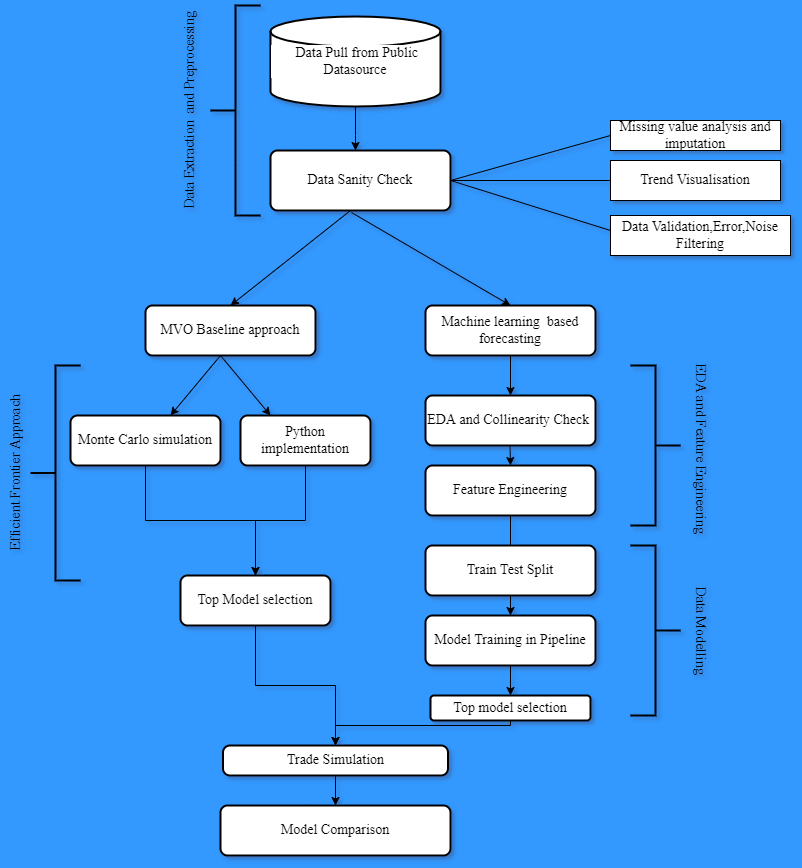 Data Extraction and Preprocessing
Data Pull from Public
Datasource
Data Sanity Check
Missing value analysis and
imputation
Trend Visualisation
Data Validation,Error,Noise
Filtering
MVO Baseline approach
Machine learning based
forecasting
Efficient Frontier Approach
Monte Carlo simulation
Python
implementation
EDA and Collinearity Check
Feature Engineering
EDA and Feature Engineering
Top Model selection
Train Test Split
Model Training in Pipeline
Top model selection
Data Modelling
Trade Simulation
Model Comparison